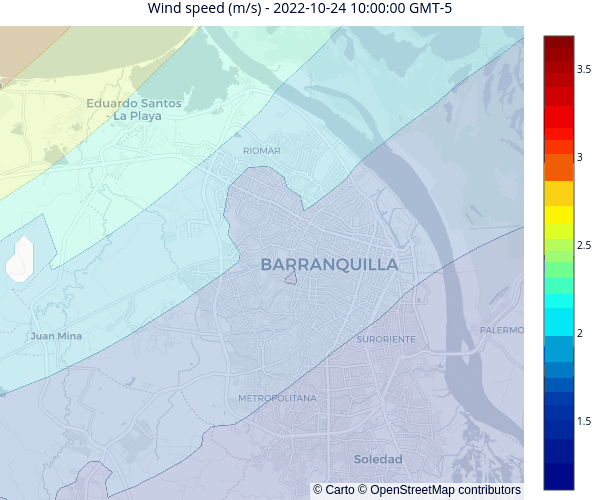 Wind speed (m/s) - 2022-10-24 10:00:00 GMT-5
3.5
3
2.5
2
1.5
Eduardo Santos
- La Playa
RIOMAR
BARRANQUILLA
Juan Mina
SURORIENTE
PALERMO
METROPOLITANA
Soledad
© Carto © OpenStreetMap contributors